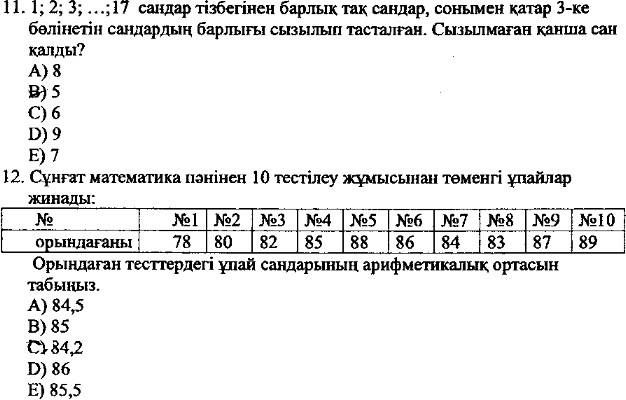 11. 1; 2; 3; ...;17 сандар тізбегінен барлық тақ сандар, сонымен қатар 3-ке
бөлінетін сандардың барлығы сызылып тасталған. Сызылмаған қанша сан
қалды?
A) 8
B) 5
C) 6
D) 9
E) 7
12. Сұнғат математика пәнінен 10 тестілеу жұмысынан төменгі ұпайлар
жинады:
№ №1 №2 №3 №4 №5 №6 №7 №8 №9 №10
орындағаны 78 80 82 85 88 86 84 83 87 89
Орындаған тесттердегі ұпай сандарының арифметикалық ортасын
табыңыз.
A) 84,5
B) 85
C) 84,2
D) 86
E) 85,5